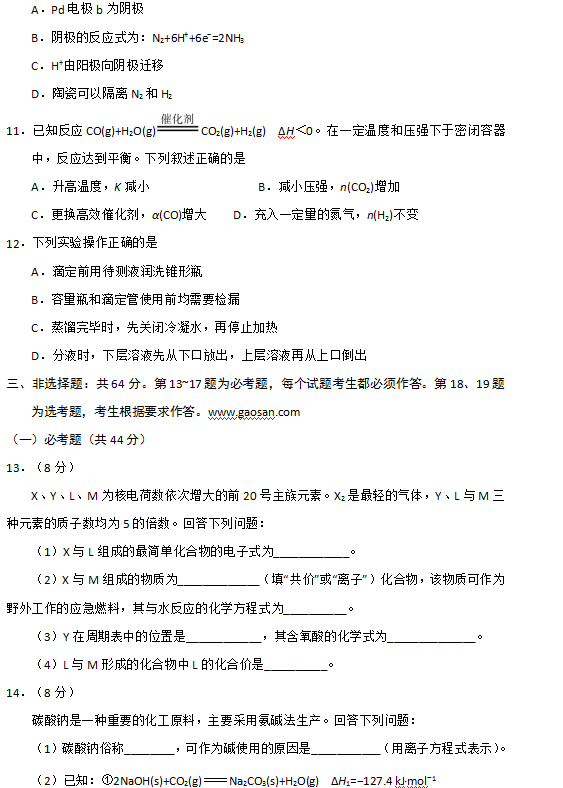 A．Pd电极b为阴极
B．阴极的反应式为：N₂+6H⁺+6e⁻=2NH₃
C．H⁺由阳极向阴极迁移
D．陶瓷可以隔离N₂和H₂
11．已知反应CO(g)+H₂O(g)══催化剂══CO₂(g)+H₂(g)　ΔH＜0。在一定温度和压强下于密闭容器
中，反应达到平衡。下列叙述正确的是
A．升高温度，K减小　　B．减小压强，n(CO₂)增加
C．更换高效催化剂，α(CO)增大　　D．充入一定量的氮气，n(H₂)不变
12．下列实验操作正确的是
A．滴定前用待测液润洗锥形瓶
B．容量瓶和滴定管使用前均需要检漏
C．蒸馏完毕时，先关闭冷凝水，再停止加热
D．分液时，下层溶液先从下口放出，上层溶液再从上口倒出
三、非选择题：共64分。第13~17题为必考题，每个试题考生都必须作答。第18、19题
为选考题，考生根据要求作答。www.gaosan.com
（一）必考题（共44分）
13．（8分）
X、Y、L、M为核电荷数依次增大的前20号主族元素。X₂是最轻的气体，Y、L与M三
种元素的质子数均为5的倍数。回答下列问题：
（1）X与L组成的最简单化合物的电子式为____________。
（2）X与M组成的物质为_____________（填“共价”或“离子”）化合物，该物质可作为
野外工作的应急燃料，其与水反应的化学方程式为__________。
（3）Y在周期表中的位置是____________，其含氧酸的化学式为______________。
（4）L与M形成的化合物中L的化合价是__________。
14．（8分）
碳酸钠是一种重要的化工原料，主要采用氨碱法生产。回答下列问题：
（1）碳酸钠俗称________，可作为碱使用的原因是___________（用离子方程式表示）。
（2）已知：①2NaOH(s)+CO₂(g)══Na₂CO₃(s)+H₂O(g)　ΔH₁=−127.4 kJ·mol⁻¹